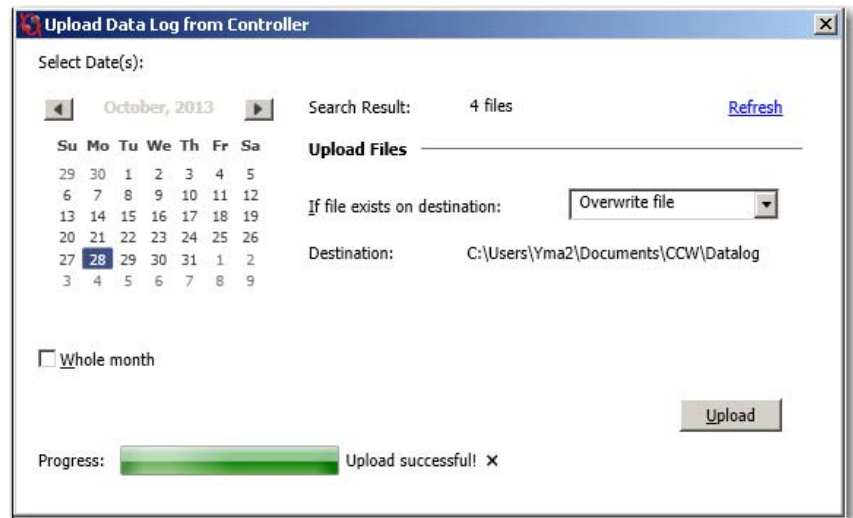 Upload Data Log from Controller
Select Date(s):
October, 2013
Su Mo Tu We Th Fr Sa
29 30 1 2 3 4 5
6 7 8 9 10 11 12
13 14 15 16 17 18 19
20 21 22 23 24 25 26
27 28 29 30 31 1 2
3 4 5 6 7 8 9
Whole month
Search Result: 4 files Refresh
Upload Files
If file exists on destination: Overwrite file
Destination: C:\Users\Yma2\Documents\CCW\Datalog
Upload
Progress: Upload successful! ×